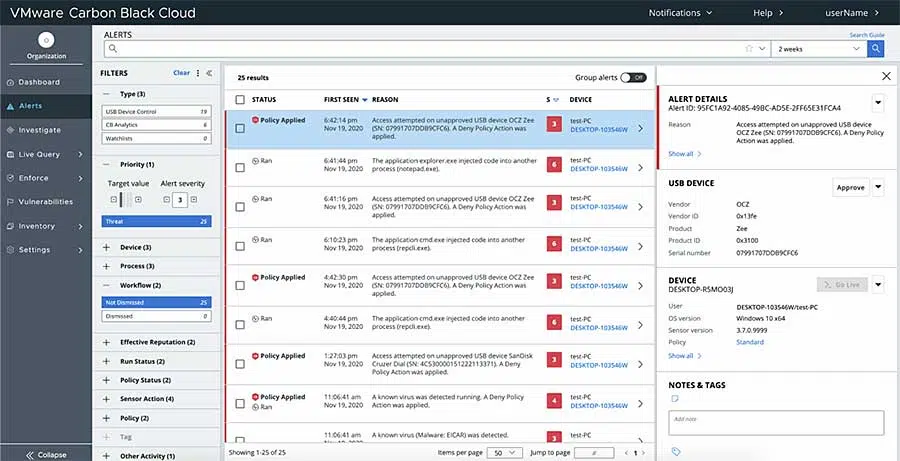 VMware Carbon Black Cloud
Notifications
Help
userName
Organization
Dashboard
Alerts
Investigate
Live Query
Enforce
Vulnerabilities
Inventory
Settings
Collapse
ALERTS
Search Guide
2 weeks
FILTERS
Clear
Type (3)
USB Device Control 19
CB Analytics 6
Watchlists
Priority (1)
Target value
Alert severity
3
Threat 25
Device (3)
Process (3)
Workflow (2)
Not Dismissed 25
Dismissed 0
Effective Reputation (2)
Run Status (2)
Policy Status (2)
Sensor Action (4)
Policy (2)
Tag
Other Activity (1)
25 results
Group alerts
Off
STATUS FIRST SEEN REASON S DEVICE
Policy Applied
6:42:14 pm
Nov 19, 2020
Access attempted on unapproved USB device
OCZ Zee (SN: 07991707DDB9CFC6). A Deny
Policy Action was applied.
3
test-PC
DESKTOP-103546W
Ran
6:41:44 pm
Nov 19, 2020
The application explorer.exe injected code into another
process (notepad.exe).
6
test-PC
DESKTOP-103546W
Ran
6:41:16 pm
Nov 19, 2020
Access attempted on unapproved USB device OCZ Zee
(SN: 07991707DDB9CFC6). A Deny Policy Action was
applied.
3
test-PC
DESKTOP-103546W
Ran
6:10:23 pm
Nov 19, 2020
The application cmd.exe injected code into another
process (repcli.exe).
6
test-PC
DESKTOP-103546W
Policy Applied
4:42:30 pm
Nov 19, 2020
Access attempted on unapproved USB device OCZ Zee
(SN: 07991707DDB9CFC6). A Deny Policy Action was
applied.
3
test-PC
DESKTOP-103546W
Ran
4:40:44 pm
Nov 19, 2020
The application cmd.exe injected code into another
process (repcli.exe).
6
test-PC
DESKTOP-103546W
Policy Applied
1:27:03 pm
Nov 19, 2020
Access attempted on unapproved USB device SanDisk
Cruzer Dial (SN: 4C53000151222113371). A Deny
Policy Action was applied.
3
test-PC
DESKTOP-103546W
Policy Applied
Ran
11:06:41 am
Nov 19, 2020
A known virus was detected running. A Deny Policy
Action was applied.
4
test-PC
DESKTOP-103546W
11:06:41 am
A known virus (Malware: EICAR) was detected.
3
test-PC
Showing 1-25 of 25
Items per page
50
Jump to page
#
1
ALERT DETAILS
Alert ID: 95FC1A92-4085-49BC-AD5E-2FF65E31FCA4
Reason
Access attempted on unapproved USB device
OCZ Zee (SN: 07991707DDB9CFC6). A Deny Policy
Action was applied.
Show all
USB DEVICE
Approve
Vendor OCZ
Vendor ID 0x13fe
Product Zee
Product ID 0x3100
Serial number 07991707DDB9CFC6
DEVICE
DESKTOP-R5MO03J
Go Live
User DESKTOP-103546W/test-PC
OS version Windows 10 x64
Sensor version 3.7.0.9999
Policy Standard
Show all
NOTES & TAGS
Add note